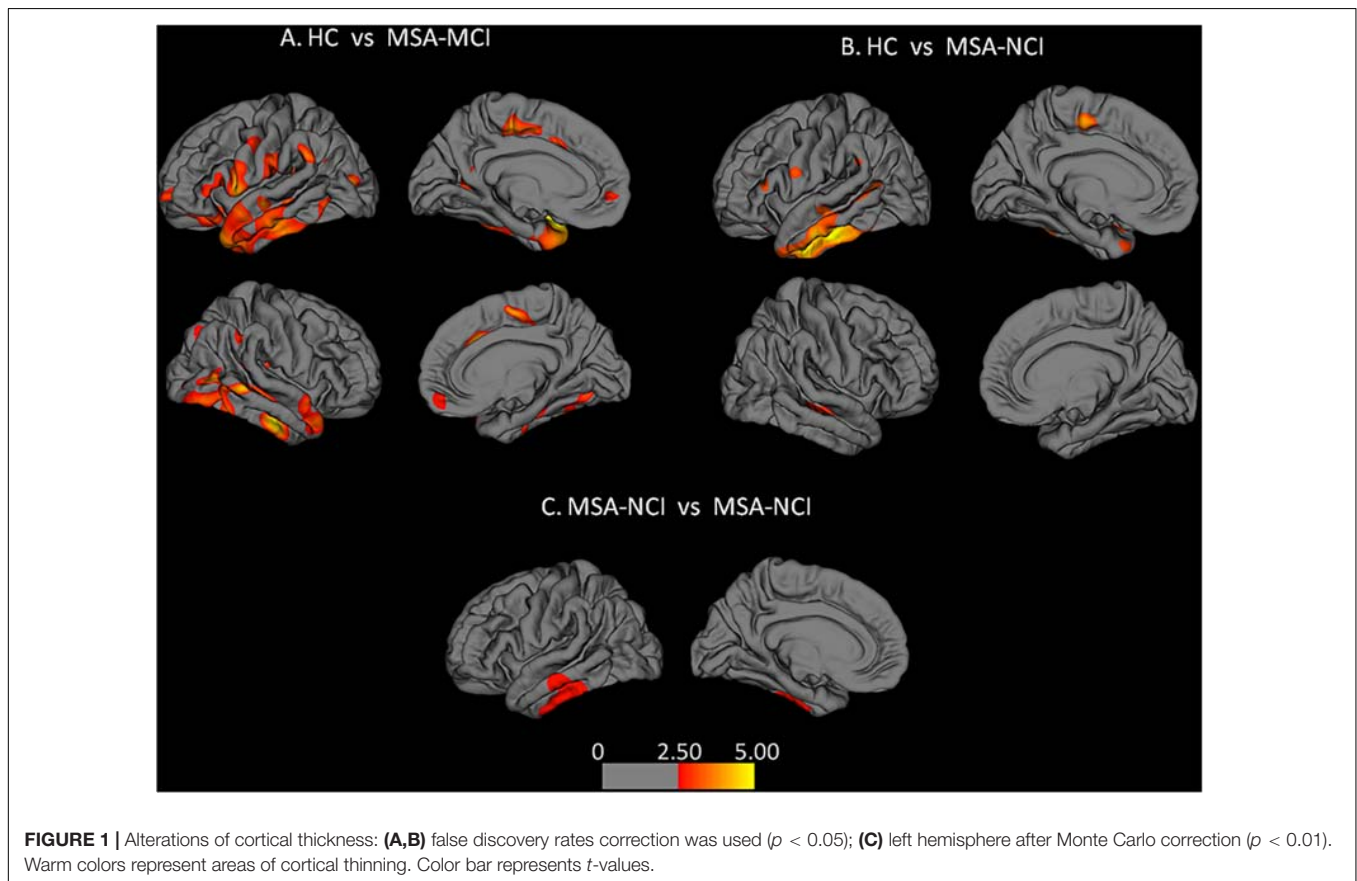 A. HC vs MSA-MCI
B. HC vs MSA-NCI
C. MSA-NCI vs MSA-NCI
0 2.50 5.00
FIGURE 1 | Alterations of cortical thickness: (A,B) false discovery rates correction was used (p < 0.05); (C) left hemisphere after Monte Carlo correction (p < 0.01).
Warm colors represent areas of cortical thinning. Color bar represents t-values.